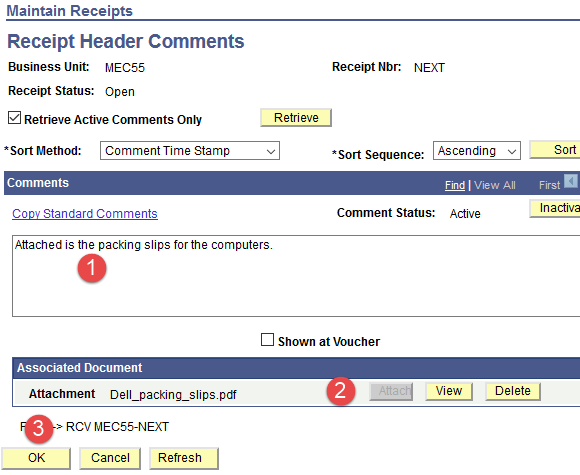 Maintain Receipts
Receipt Header Comments
Business Unit: MEC55 Receipt Nbr: NEXT
Receipt Status: Open
Retrieve Active Comments Only Retrieve
*Sort Method: Comment Time Stamp *Sort Sequence: Ascending Sort
Comments Find | View All First
Copy Standard Comments Comment Status: Active Inactiva
Attached is the packing slips for the computers.
1
Shown at Voucher
Associated Document
Attachment Dell_packing_slips.pdf 2 Attach View Delete
3 -> RCV MEC55-NEXT
OK Cancel Refresh